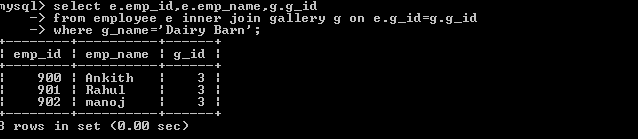 mysql> select e.emp_id,e.emp_name,g.g_id
    -> from employee e inner join gallery g on e.g_id=g.g_id
    -> where g_name='Dairy Barn';
+--------+----------+------+
| emp_id | emp_name | g_id |
+--------+----------+------+
|    900 | Ankith   |    3 |
|    901 | Rahul    |    3 |
|    902 | manoj    |    3 |
+--------+----------+------+
3 rows in set (0.00 sec)